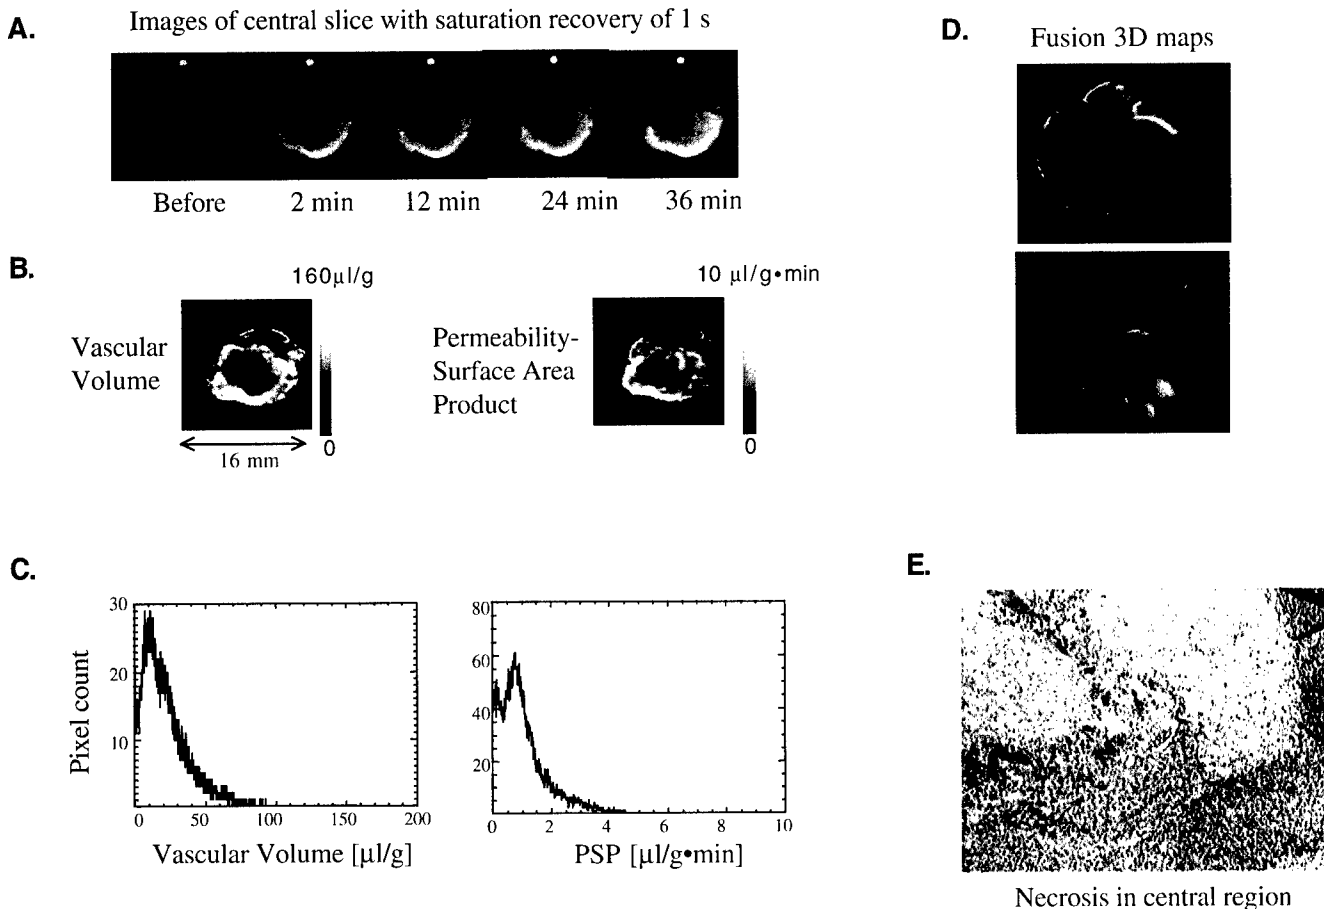 A.
Images of central slice with saturation recovery of 1 s
Before 2 min 12 min 24 min 36 min
B.
160μl/g
Vascular
Volume
0
16 mm
10 μl/g•min
Permeability-
Surface Area
Product
0
C.
30
20
10
Pixel count
0 50 100 150 200
Vascular Volume [μl/g]
80
60
40
20
0 2 4 6 8 10
PSP [μl/g•min]
D.
Fusion 3D maps
E.
Necrosis in central region